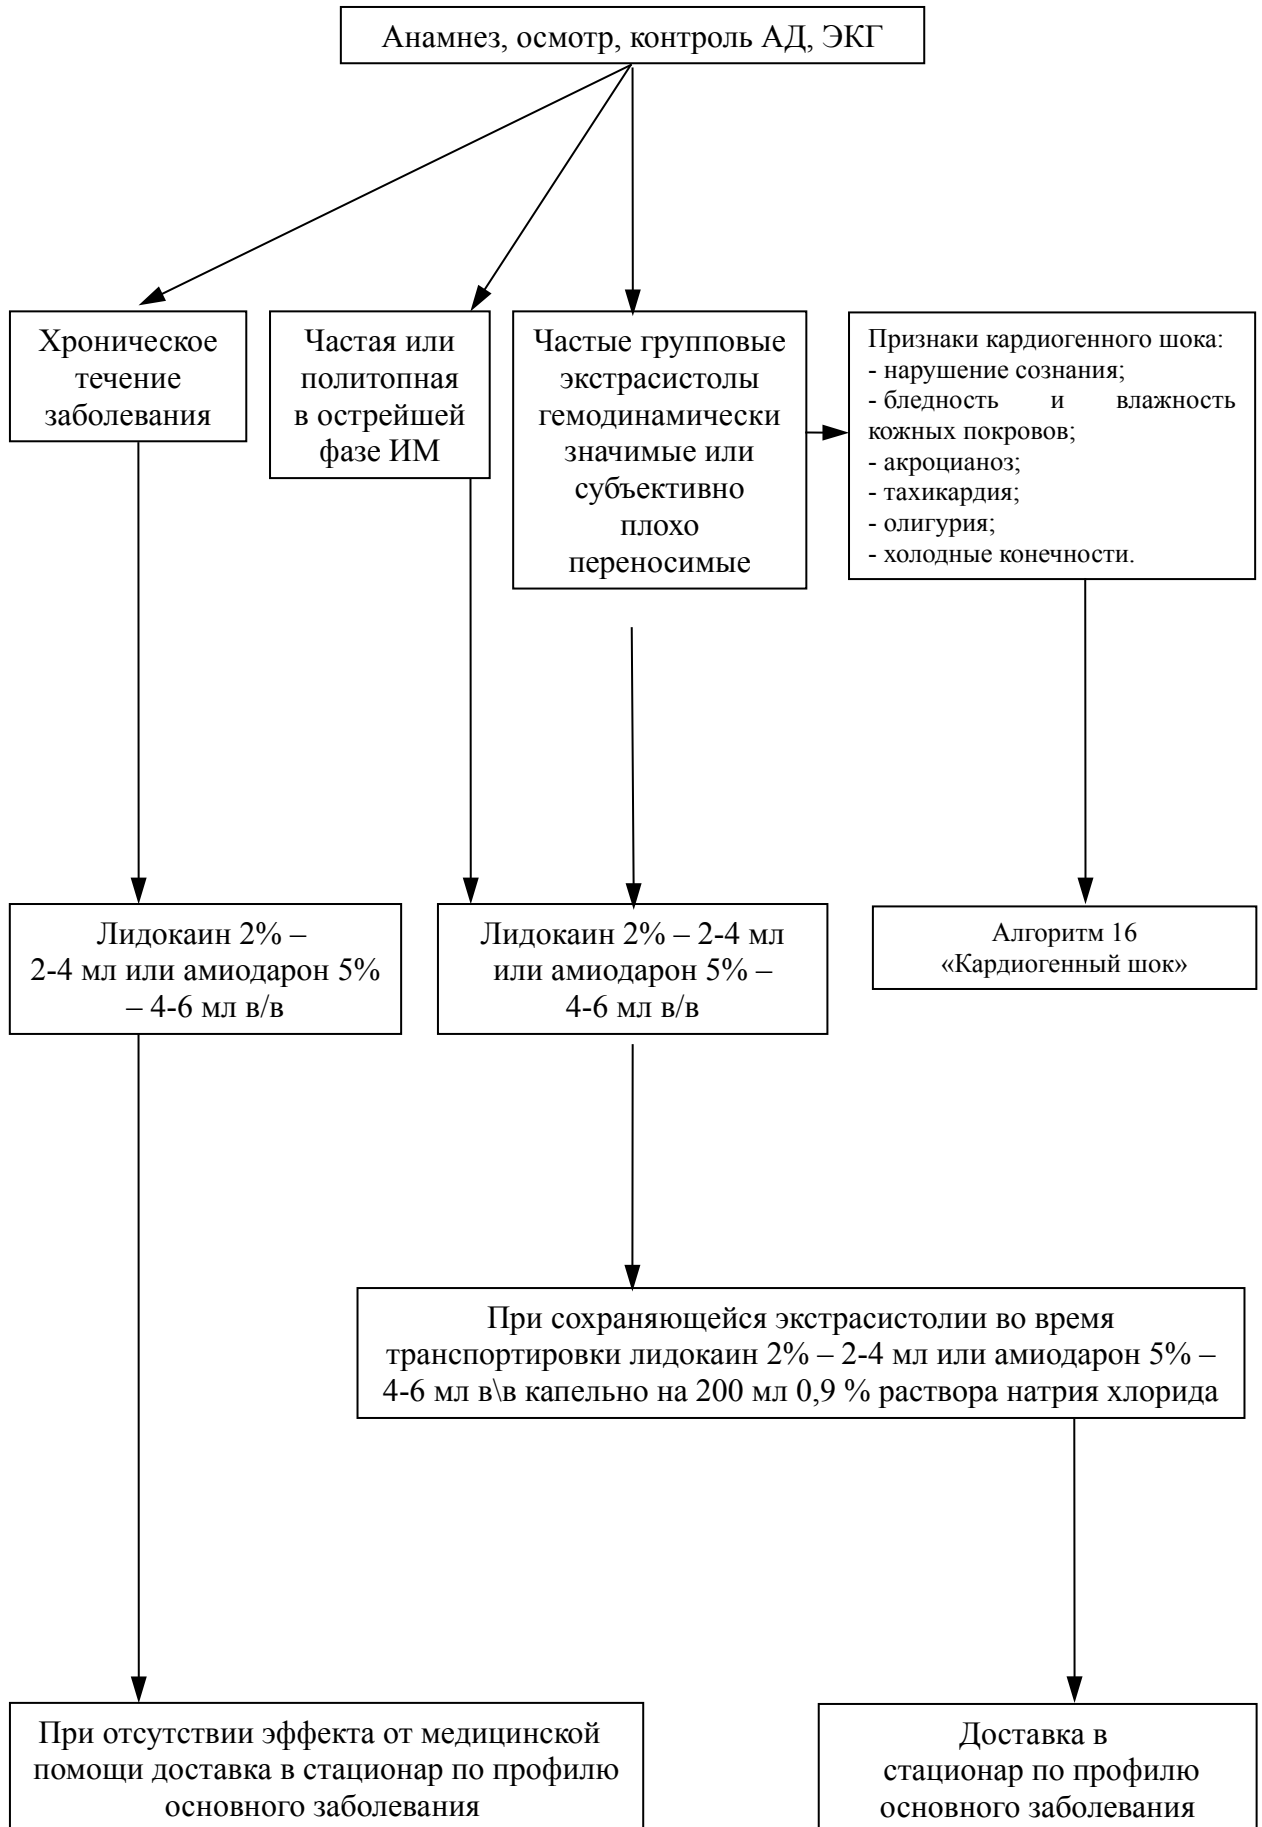 Анамнез, осмотр, контроль АД, ЭКГ
Хроническое
течение
заболевания
Частая или
политопная
в острейшей
фазе ИМ
Частые групповые
экстрасистолы
гемодинамически
значимые или
субъективно
плохо
переносимые
Признаки кардиогенного шока:
- нарушение сознания;
- бледность и влажность
кожных покровов;
- акроцианоз;
- тахикардия;
- олигурия;
- холодные конечности.
Лидокаин 2% –
2-4 мл или амиодарон 5%
– 4-6 мл в/в
Лидокаин 2% – 2-4 мл
или амиодарон 5% –
4-6 мл в/в
Алгоритм 16
«Кардиогенный шок»
При сохраняющейся экстрасистолии во время
транспортировки лидокаин 2% – 2-4 мл или амиодарон 5% –
4-6 мл в\в капельно на 200 мл 0,9 % раствора натрия хлорида
При отсутствии эффекта от медицинской
помощи доставка в стационар по профилю
основного заболевания
Доставка в
стационар по профилю
основного заболевания